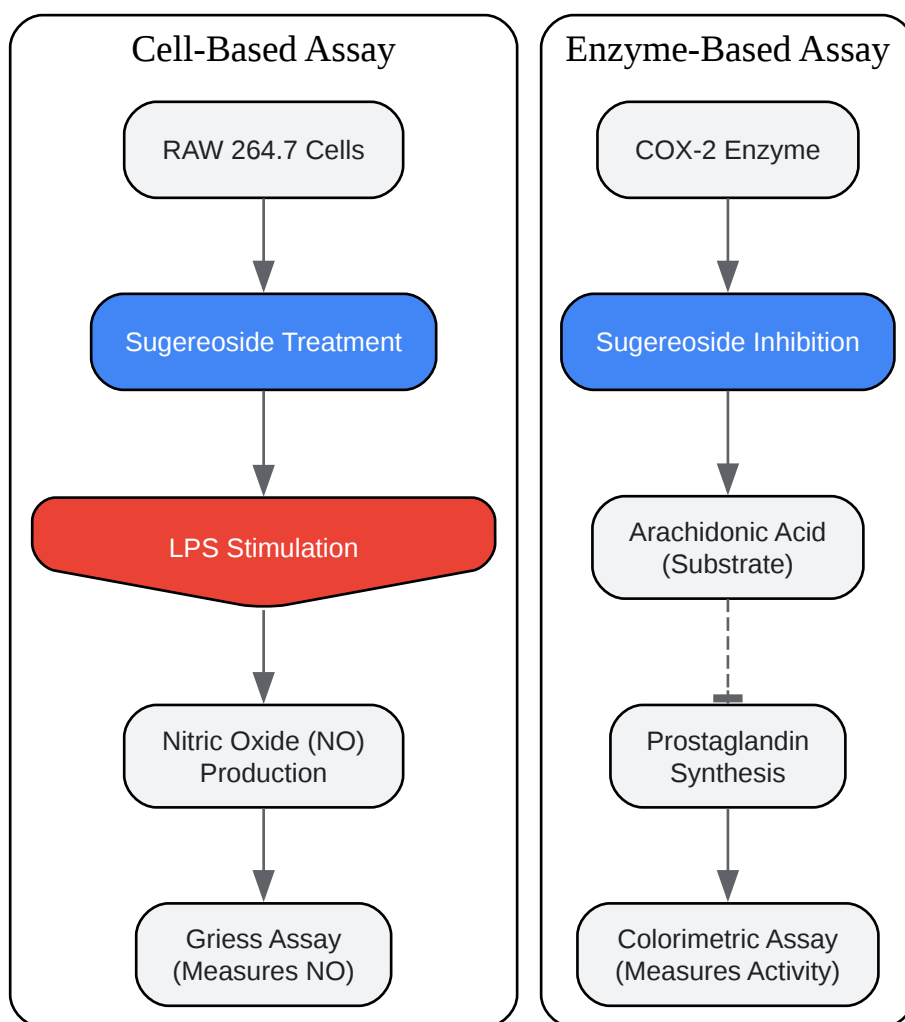 Cell-Based Assay
RAW 264.7 Cells
Sugereoside Treatment
LPS Stimulation
Nitric Oxide (NO)
Production
Griess Assay
(Measures NO)
Enzyme-Based Assay
COX-2 Enzyme
Sugereoside Inhibition
Arachidonic Acid
(Substrate)
Prostaglandin
Synthesis
Colorimetric Assay
(Measures Activity)